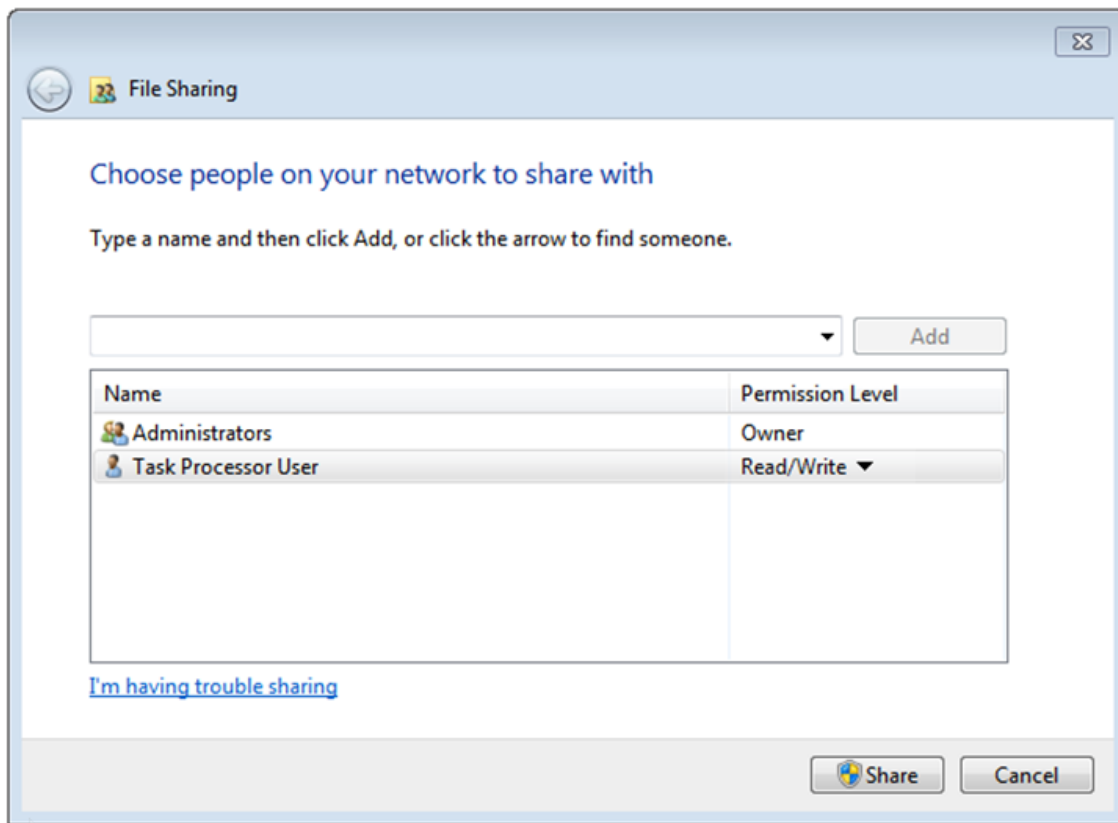 File Sharing
Choose people on your network to share with
Type a name and then click Add, or click the arrow to find someone.
Add
Name Permission Level
Administrators Owner
Task Processor User Read/Write
I'm having trouble sharing
Share Cancel